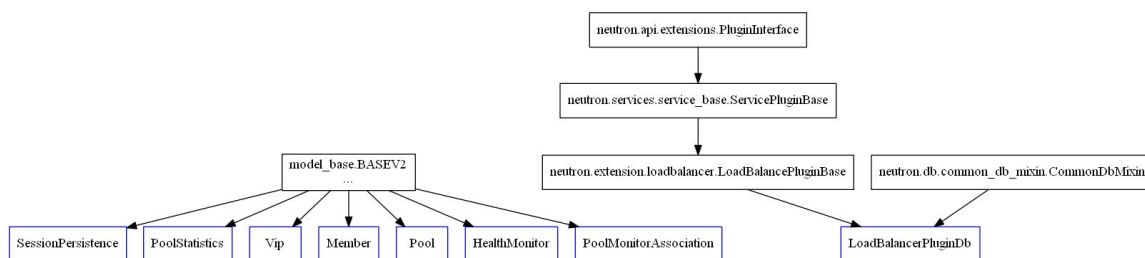 neutron.api.extensions.PluginInterface
neutron.services.service_base.ServicePluginBase
model_base.BASEV2
...
neutron.extension.loadbalancer.LoadBalancePluginBase
neutron.db.common_db_mixin.CommonDbMixin
SessionPersistence
PoolStatistics
Vip
Member
Pool
HealthMonitor
PoolMonitorAssociation
LoadBalancerPluginDb